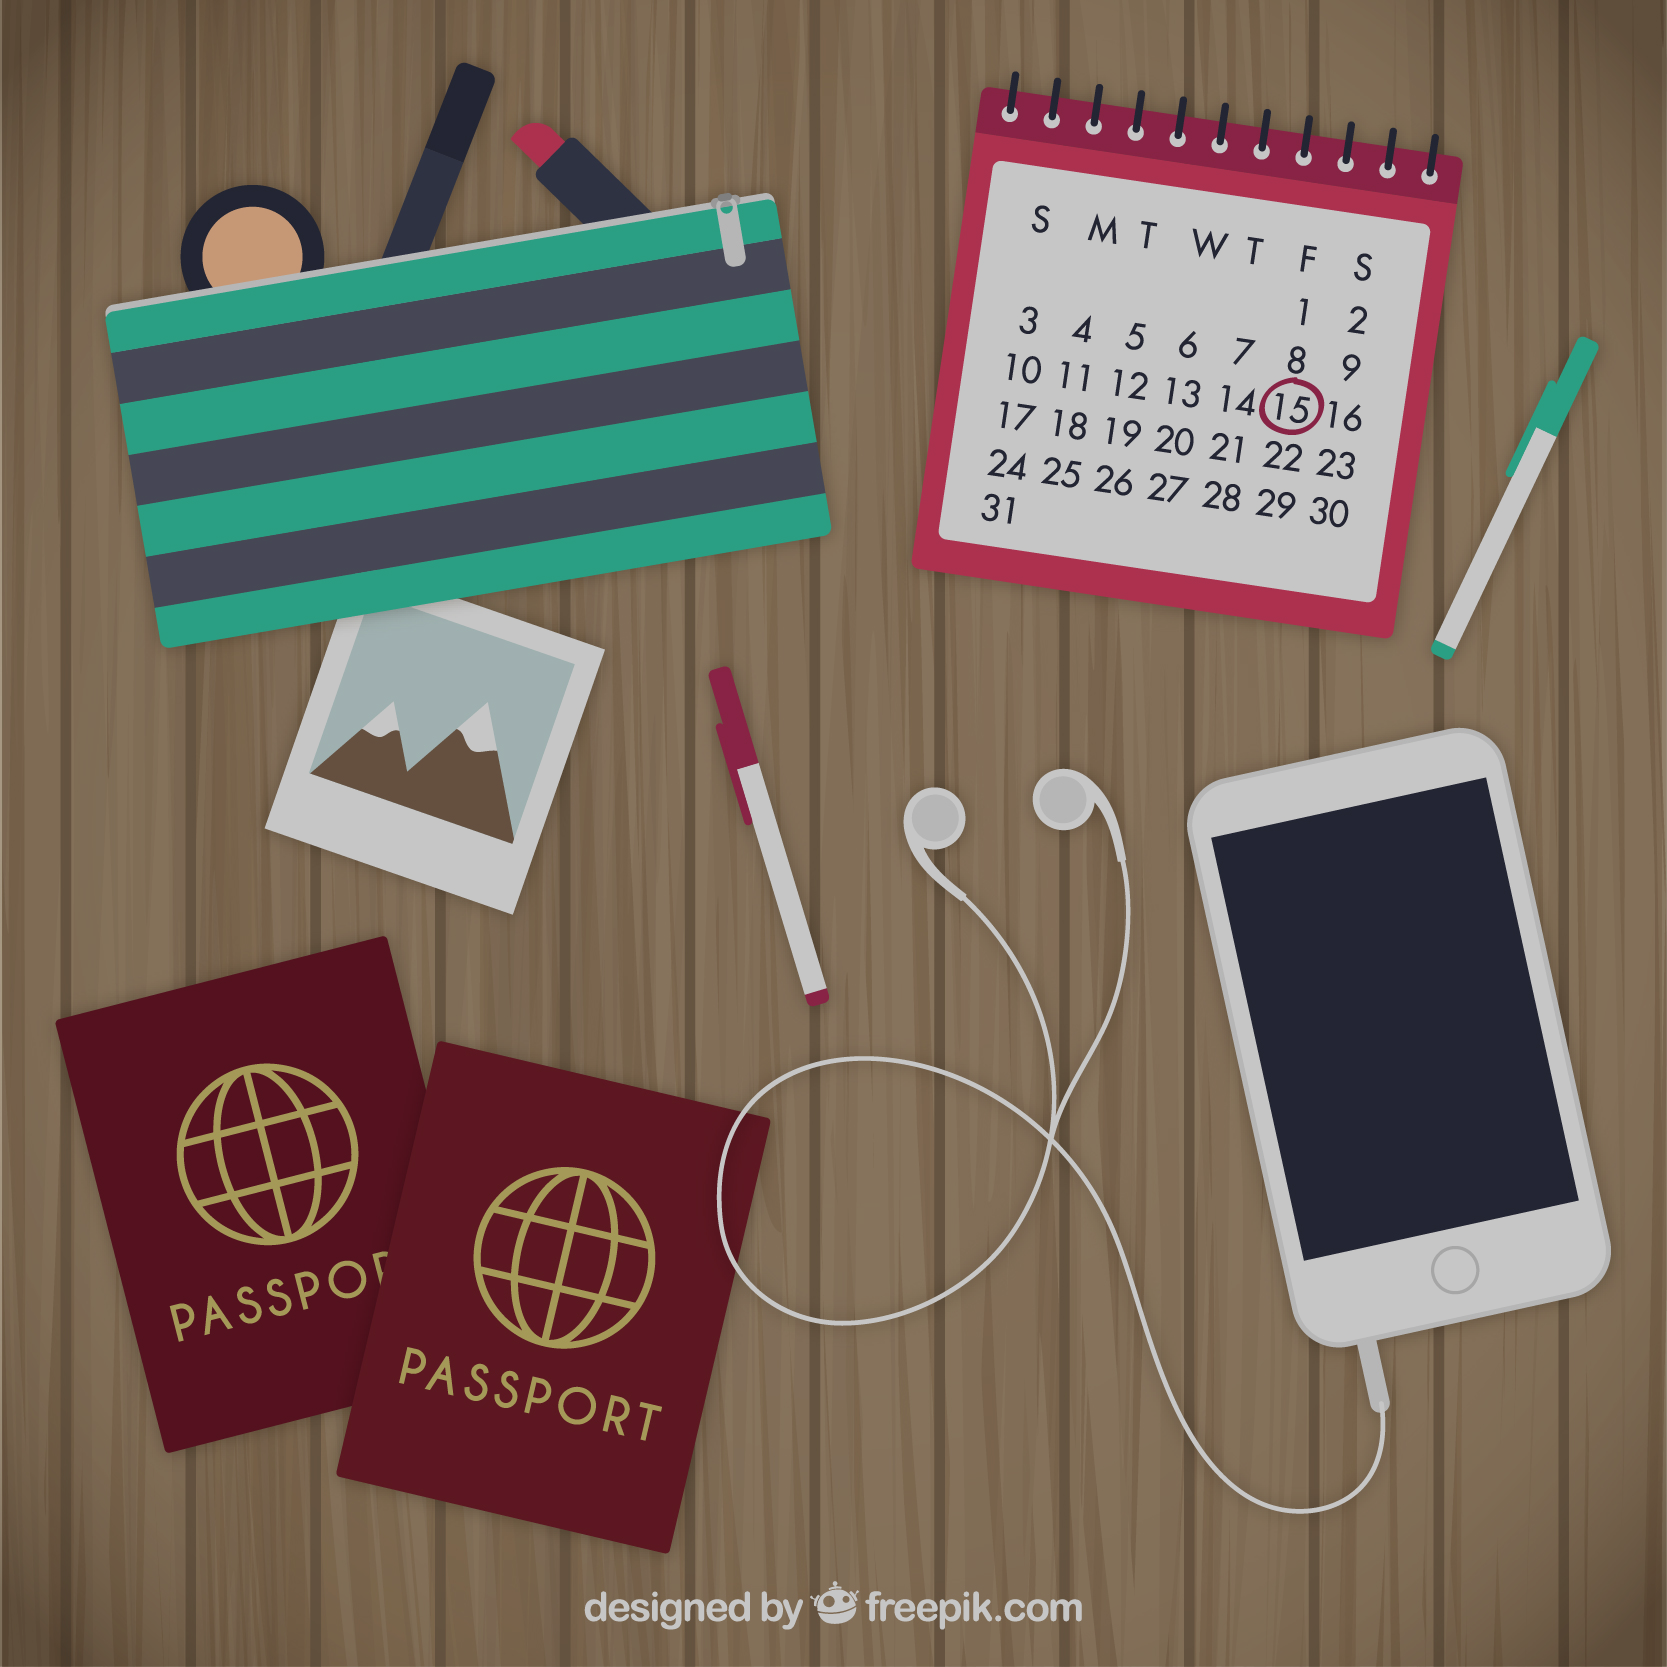 S M T W T F S
1 2
3 4 5 6 7 8 9
10 11 12 13 14 15 16
17 18 19 20 21 22 23
24 25 26 27 28 29 30
31
PASSPOR
PASSPORT
designed by freepik.com